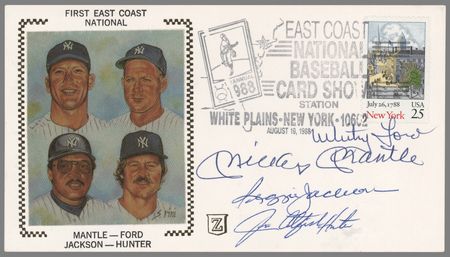 FIRST EAST COAST
NATIONAL
MANTLE — FORD
JACKSON — HUNTER
EAST COAST
NATIONAL
BASEBALL
CARD SHOW
STATION
988
WHITE PLAINS - NEW YORK - 10602
AUGUST 19, 1988
July 26, 1788
USA
New York
25
Whitey Ford
Mickey Mantle
Reggie Jackson
Jim Catfish Hunter
Z